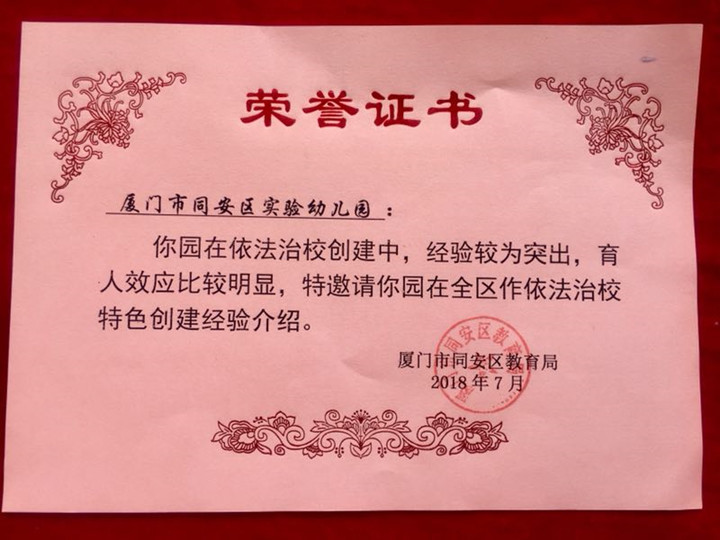 荣誉证书
厦门市同安区实验幼儿园：
你园在依法治校创建中，经验较为突出，育
人效应比较明显，特邀请你园在全区作依法治校
特色创建经验介绍。
厦门市同安区教育局
2018年7月